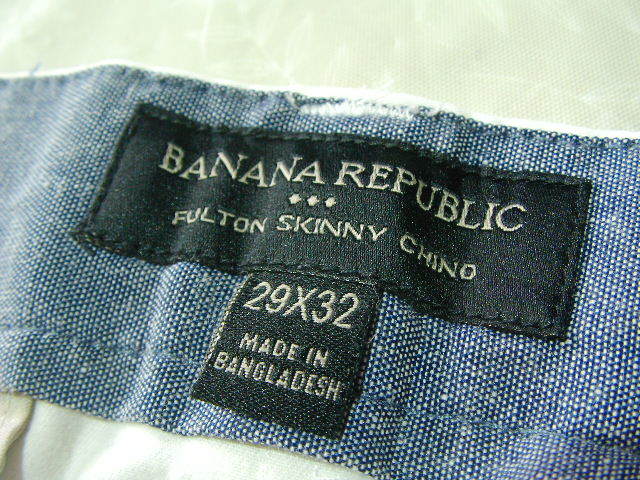 BANANA REPUBLIC
FULTON SKINNY CHINO
29X32
MADE IN
BANGLADESH